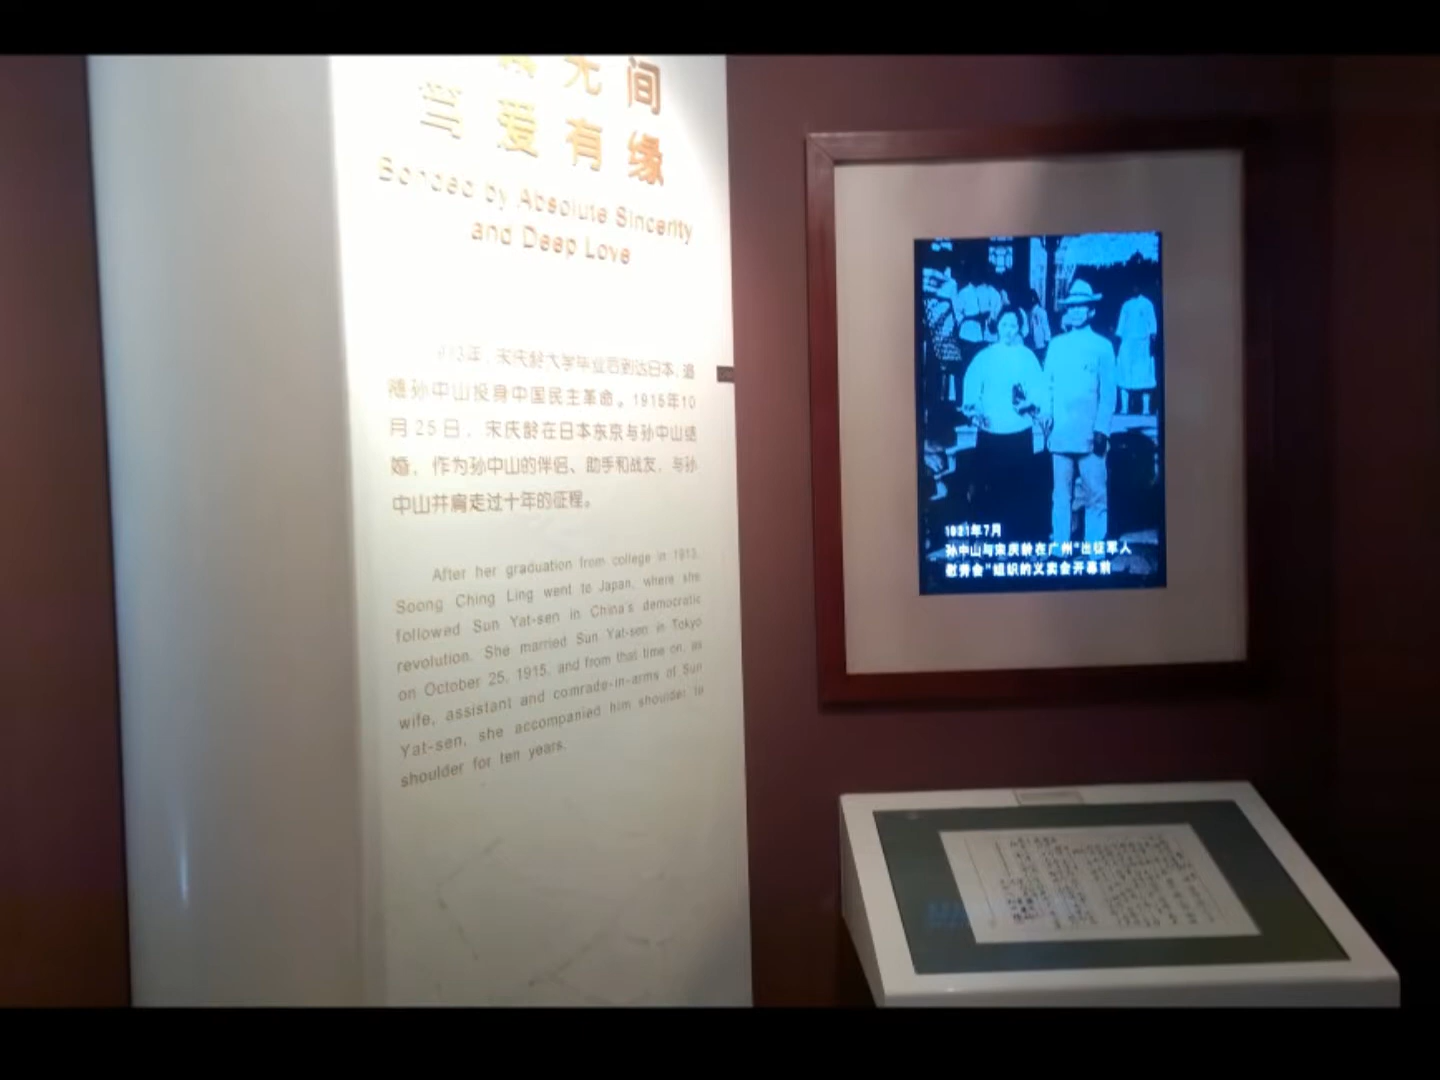 无间
笃爱有缘
Bonded by Absolute Sincerity
and Deep Love
913年，宋庆龄大学毕业后到达日本，追
随孙中山投身中国民主革命。1915年10
月25日，宋庆龄在日本东京与孙中山结
婚，作为孙中山的伴侣、助手和战友，与孙
中山并肩走过十年的征程。
After her graduation from college in 1913,
Soong Ching Ling went to Japan, where she
followed Sun Yat-sen in China's democratic
revolution. She married Sun Yat-sen in Tokyo
on October 25, 1915, and from that time on, as
wife, assistant and comrade-in-arms of Sun
Yat-sen, she accompanied him shoulder to
shoulder for ten years.
1921年7月
孙中山与宋庆龄在广州“出征军人
慰劳会”组织的义卖会开幕前